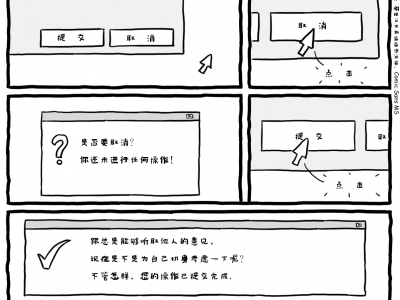 提 交
取 消
取 消
点 击
是否要取消?
你还未进行任何操作!
提 交
取
点 击
你总是能够听取他人的意见,
现在是不是为自己切身考虑一下呢?
不管怎样, 您的操作已提交完成.
Comic Sans MS